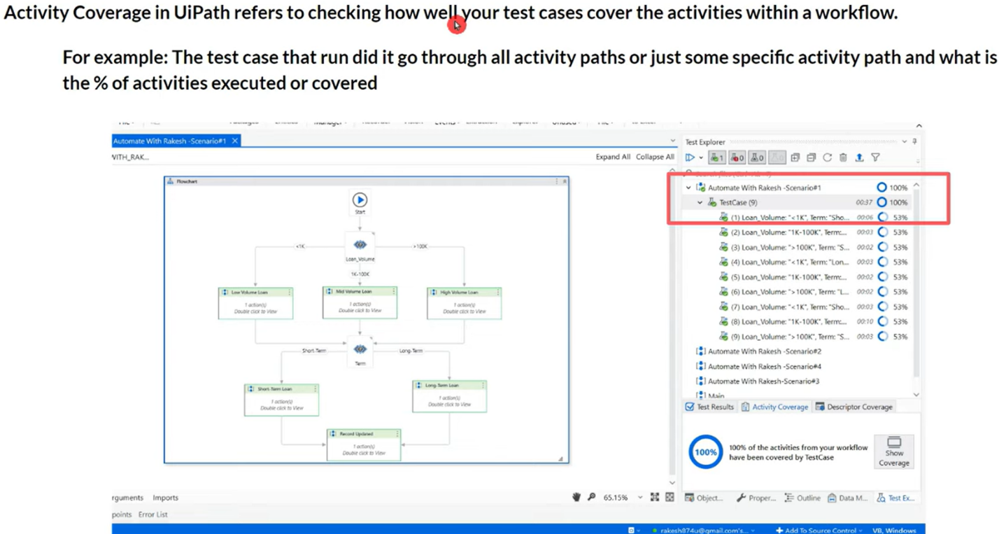 Activity Coverage in UiPath refers to checking how well your test cases cover the activities within a workflow.
For example: The test case that run did it go through all activity paths or just some specific activity path and what is
the % of activities executed or covered
Automate With Rakesh -Scenario#1
WITH_RAK...
Expand All Collapse All
Flowchart
Start
<1K
>100K
Loan_Volume
1K-100K
Low Volume Loan
1 action(s)
Double click to View
Mid Volume Loan
1 action(s)
Double click to View
High Volume Loan
1 action(s)
Double click to View
Short-Term
Long-Term
Term
Short-Term Loan
1 action(s)
Double click to View
Long-Term Loan
1 action(s)
Double click to View
Record Updated
1 action(s)
Double click to View
Test Explorer
1 0 0
Automate With Rakesh -Scenario#1 100%
TestCase (9) 00:37 100%
(1) Loan_Volume: "<1K", Term: "Sho... 00:06 53%
(2) Loan_Volume: "1K-100K", Term:... 00:03 53%
(3) Loan_Volume: ">100K", Term: "S... 00:02 53%
(4) Loan_Volume: "<1K", Term: "Lon... 00:03 53%
(5) Loan_Volume: "1K-100K", Term:... 00:02 53%
(6) Loan_Volume: ">100K", Term: "L... 00:02 53%
(7) Loan_Volume: "<1K", Term: "Sho... 00:03 53%
(8) Loan_Volume: "1K-100K", Term:... 00:10 53%
(9) Loan_Volume: ">100K", Term: "S... 00:03 53%
Automate With Rakesh -Scenario#2
Automate With Rakesh -Scenario#4
Automate With Rakesh-Scenario#3
Main
Test Results Activity Coverage Descriptor Coverage
100%
100% of the activities from your workflow
have been covered by TestCase
Show
Coverage
rguments Imports
65.15%
Object... Proper... Outline Data M... Test Ex...
points Error List
rakesh874u@gmail.com's... Add To Source Control VB, Windows